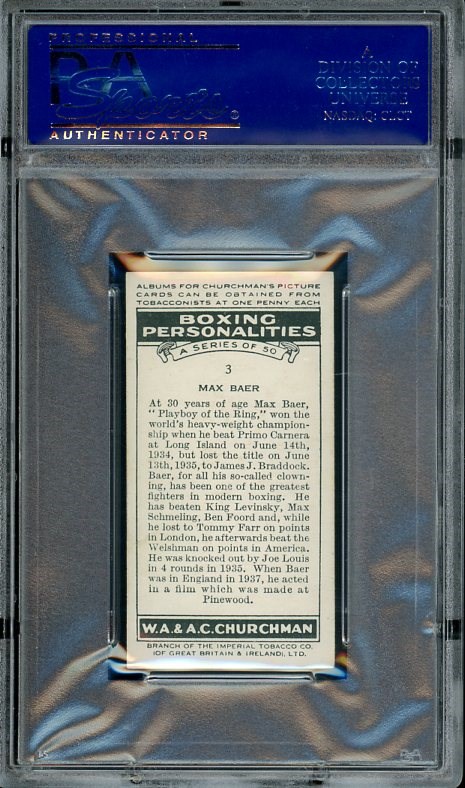 PROFESSIONAL
PSA
Sports
AUTHENTICATOR
A
DIVISION OF
COLLECTORS
UNIVERSE
NASDAQ: CLCT
ALBUMS FOR CHURCHMAN'S PICTURE
CARDS CAN BE OBTAINED FROM
TOBACCONISTS AT ONE PENNY EACH
BOXING
PERSONALITIES
A SERIES OF 50
3
MAX BAER
At 30 years of age Max Baer,
"Playboy of the Ring," won the
world's heavy-weight champion-
ship when he beat Primo Carnera
at Long Island on June 14th,
1934, but lost the title on June
13th, 1935, to James J. Braddock.
Baer, for all his so-called clown-
ing, has been one of the greatest
fighters in modern boxing. He
has beaten King Levinsky, Max
Schmeling, Ben Foord and, while
he lost to Tommy Farr on points
in London, he afterwards beat the
Welshman on points in America.
He was knocked out by Joe Louis
in 4 rounds in 1935. When Baer
was in England in 1937, he acted
in a film which was made at
Pinewood.
W.A. & A.C. CHURCHMAN
BRANCH OF THE IMPERIAL TOBACCO CO.
(OF GREAT BRITAIN & IRELAND), LTD.